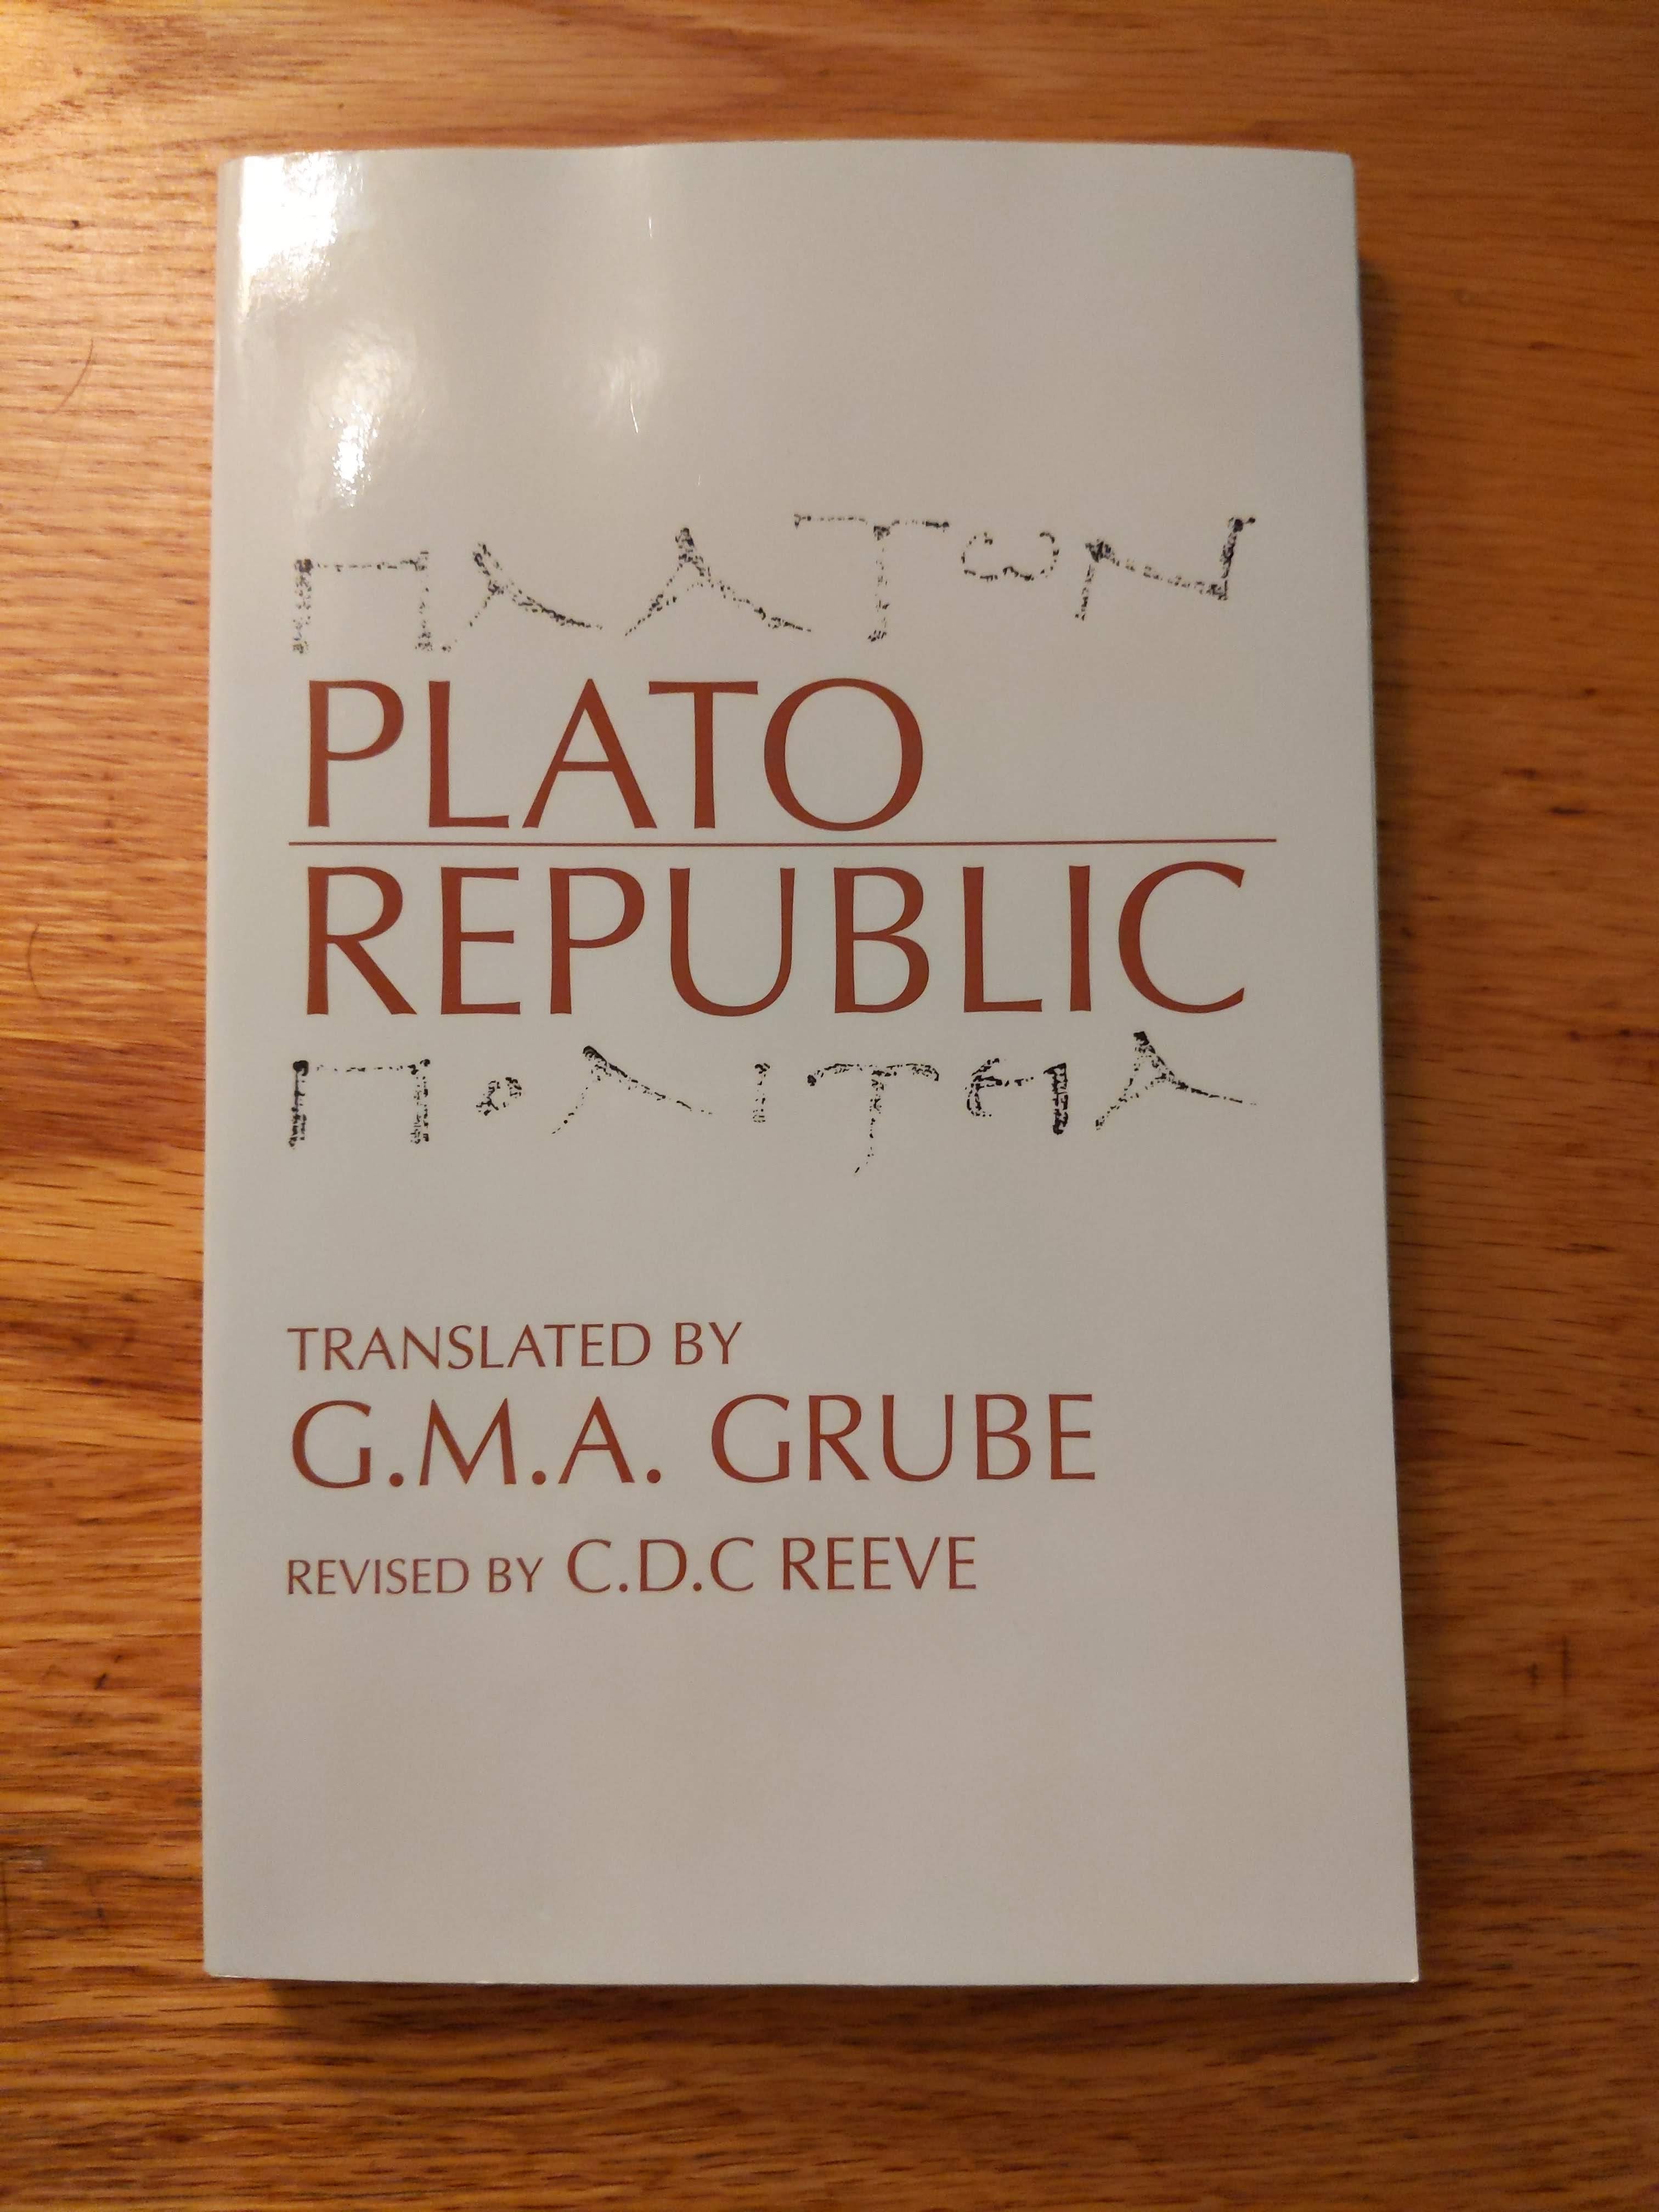 ΠΛΑΤωΝ
PLATO
REPUBLIC
ΠοΛΙΤΕΙΑ
TRANSLATED BY
G.M.A. GRUBE
REVISED BY C.D.C REEVE